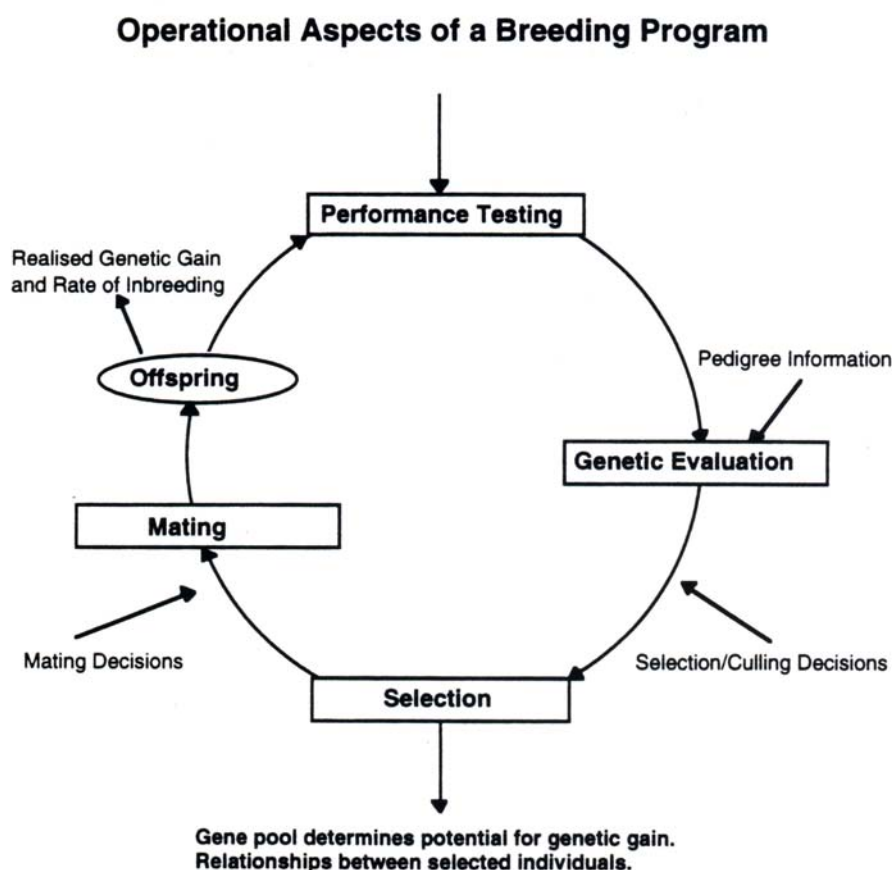 Operational Aspects of a Breeding Program
Performance Testing
Realised Genetic Gain
and Rate of Inbreeding
Offspring
Pedigree Information
Genetic Evaluation
Mating
Mating Decisions
Selection/Culling Decisions
Selection
Gene pool determines potential for genetic gain.
Relationships between selected individuals.